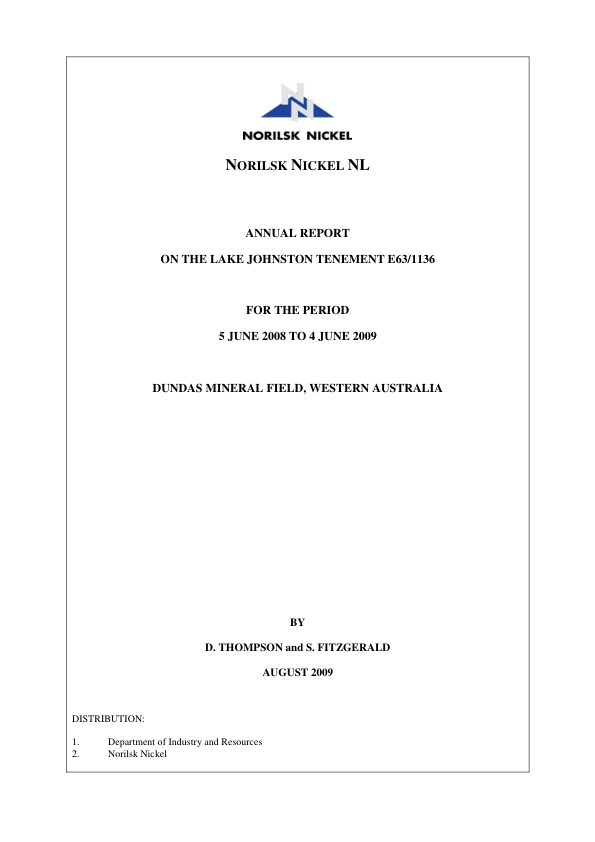 NORILSK NICKEL
NORILSK NICKEL NL
ANNUAL REPORT
ON THE LAKE JOHNSTON TENEMENT E63/1136
FOR THE PERIOD
5 JUNE 2008 TO 4 JUNE 2009
DUNDAS MINERAL FIELD, WESTERN AUSTRALIA
BY
D. THOMPSON and S. FITZGERALD
AUGUST 2009
DISTRIBUTION:
1. Department of Industry and Resources
2. Norilsk Nickel